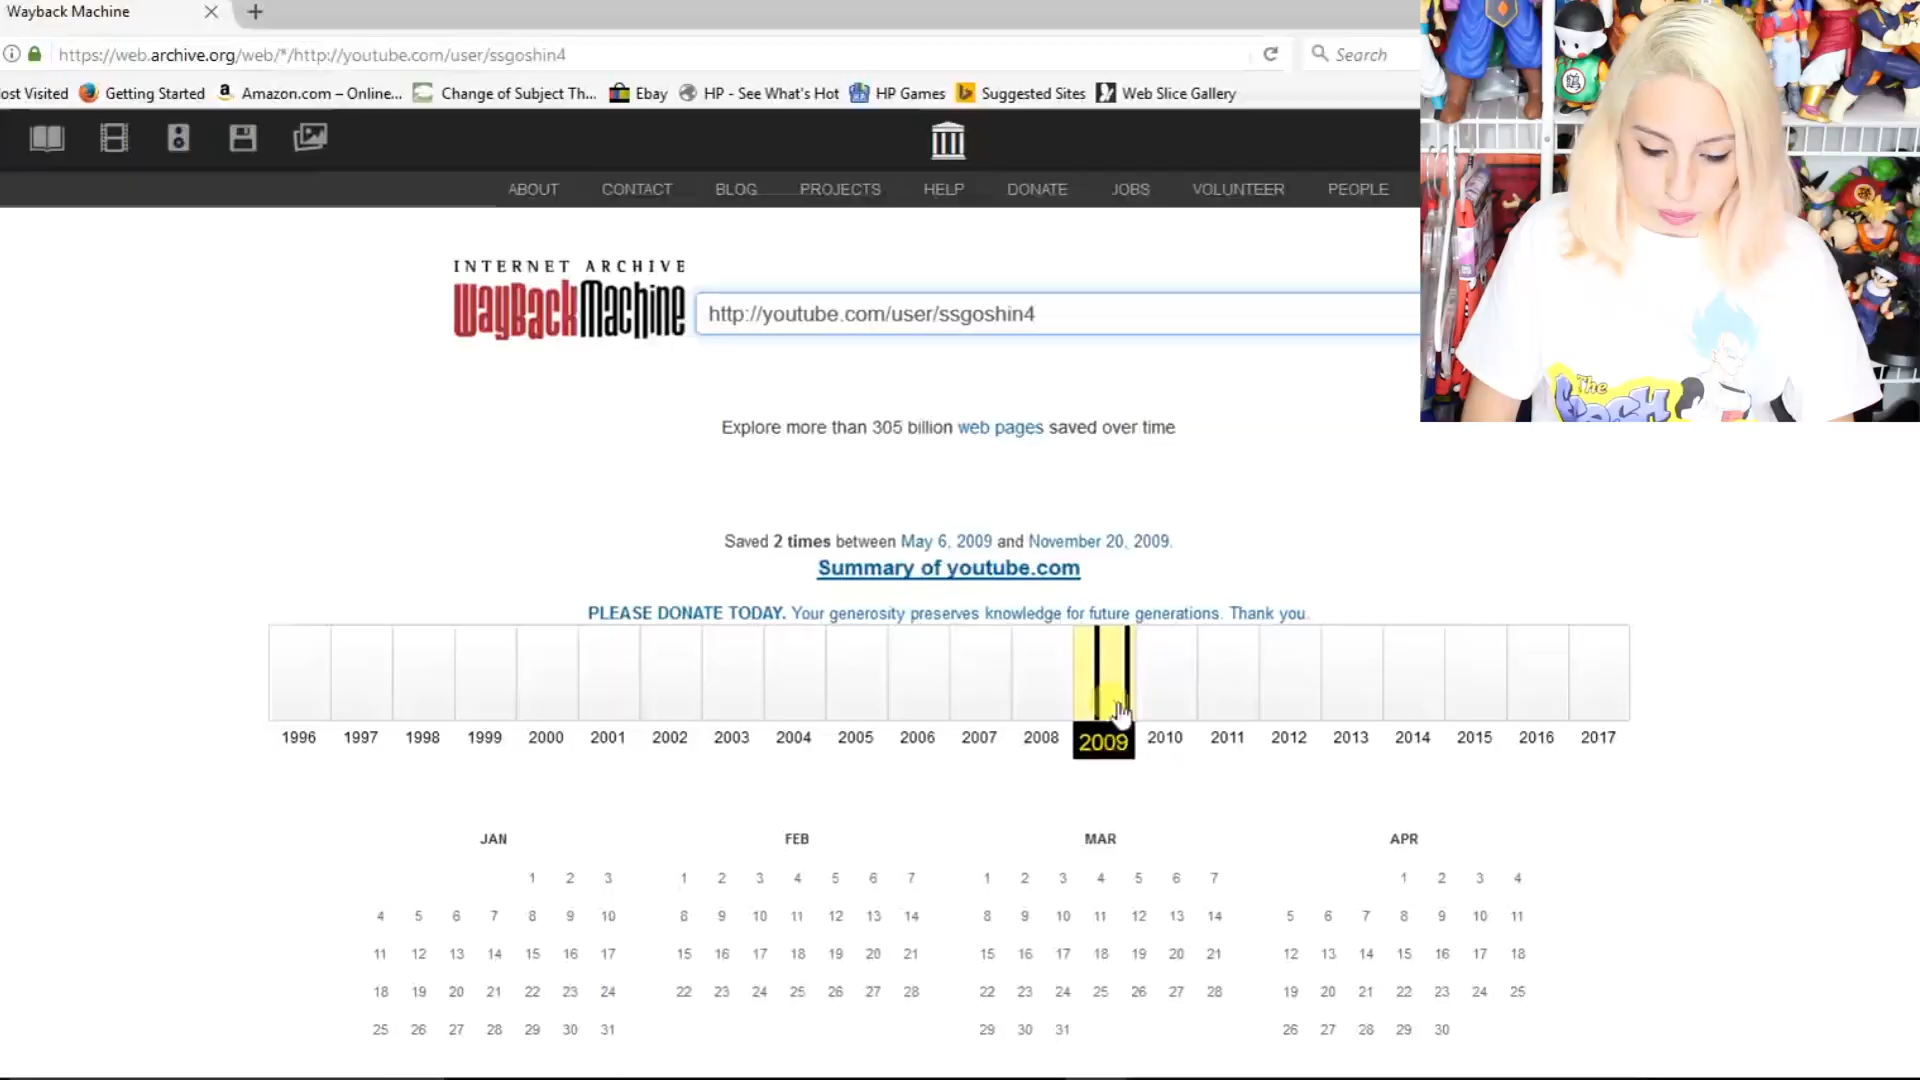 Wayback Machine
https://web.archive.org/web/*/http://youtube.com/user/ssgoshin4
Search
ost Visited Getting Started Amazon.com – Online... Change of Subject Th... Ebay HP - See What's Hot HP Games Suggested Sites Web Slice Gallery
ABOUT CONTACT BLOG PROJECTS HELP DONATE JOBS VOLUNTEER PEOPLE
INTERNET ARCHIVE
WayBackMachine
http://youtube.com/user/ssgoshin4
The
Explore more than 305 billion web pages saved over time
Saved 2 times between May 6, 2009 and November 20, 2009.
Summary of youtube.com
PLEASE DONATE TODAY. Your generosity preserves knowledge for future generations. Thank you.
1996 1997 1998 1999 2000 2001 2002 2003 2004 2005 2006 2007 2008 2009 2010 2011 2012 2013 2014 2015 2016 2017
JAN FEB MAR APR
1 2 3 1 2 3 4 5 6 7 1 2 3 4 5 6 7 1 2 3 4
4 5 6 7 8 9 10 8 9 10 11 12 13 14 8 9 10 11 12 13 14 5 6 7 8 9 10 11
11 12 13 14 15 16 17 15 16 17 18 19 20 21 15 16 17 18 19 20 21 12 13 14 15 16 17 18
18 19 20 21 22 23 24 22 23 24 25 26 27 28 22 23 24 25 26 27 28 19 20 21 22 23 24 25
25 26 27 28 29 30 31 29 30 31 26 27 28 29 30